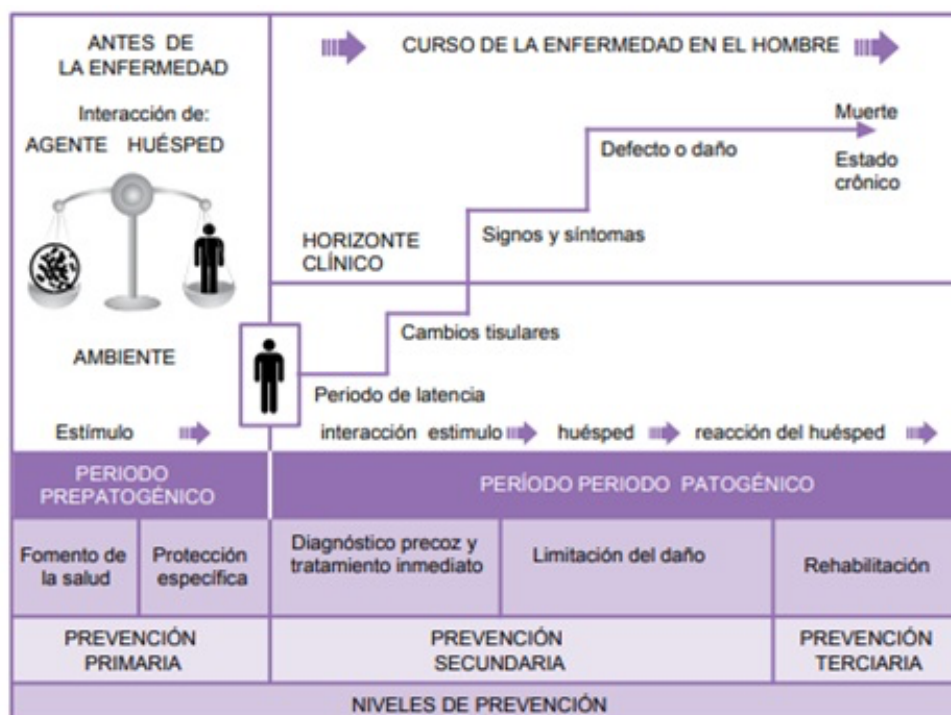 ANTES DE
LA ENFERMEDAD
Interacción de:
AGENTE HUÉSPED
AMBIENTE
Estímulo
CURSO DE LA ENFERMEDAD EN EL HOMBRE
Muerte
Defecto o daño
Estado
crônico
Signos y síntomas
HORIZONTE
CLÍNICO
Cambios tisulares
Periodo de latencia
interacción estimulo huésped reacción del huésped
PERIODO
PREPATOGÉNICO
PERÍODO PERIODO PATOGÉNICO
Fomento de
la salud
Protección
específica
Diagnóstico precoz y
tratamiento inmediato
Limitación del daño
Rehabilitación
PREVENCIÓN
PRIMARIA
PREVENCIÓN
SECUNDARIA
PREVENCIÓN
TERCIARIA
NIVELES DE PREVENCIÓN